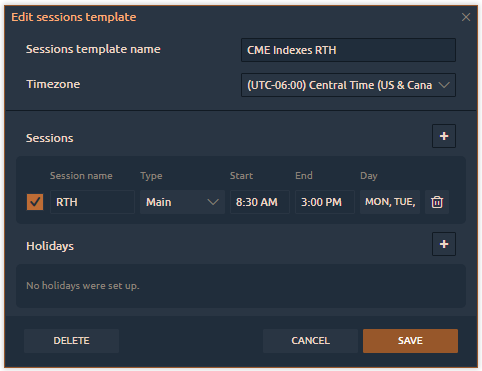 Edit sessions template
Sessions template name
CME Indexes RTH
Timezone
(UTC-06:00) Central Time (US & Cana
Sessions
Session name Type Start End Day
RTH Main 8:30 AM 3:00 PM MON, TUE,
Holidays
No holidays were set up.
DELETE CANCEL SAVE